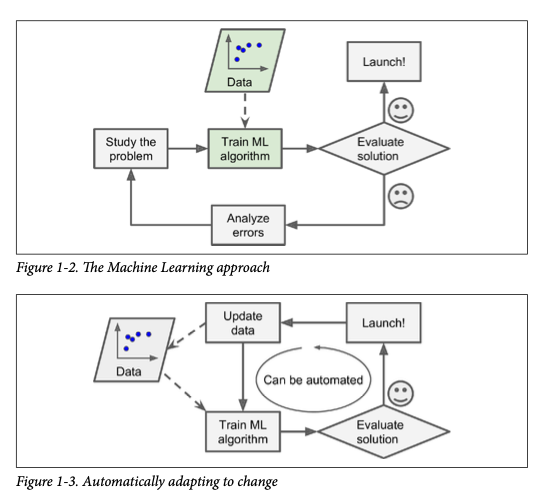 Data
Launch!
Study the
problem
Train ML
algorithm
Evaluate
solution
Analyze
errors
Figure 1-2. The Machine Learning approach
Update
data
Launch!
Data
Can be automated
Train ML
algorithm
Evaluate
solution
Figure 1-3. Automatically adapting to change